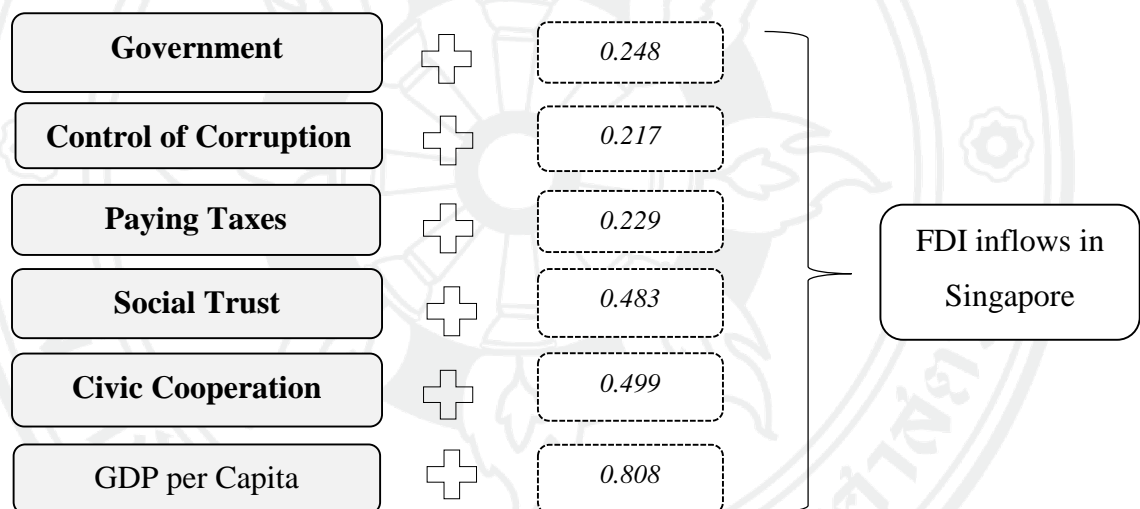 Government
0.248
Control of Corruption
0.217
Paying Taxes
0.229
Social Trust
0.483
Civic Cooperation
0.499
GDP per Capita
0.808
FDI inflows in
Singapore